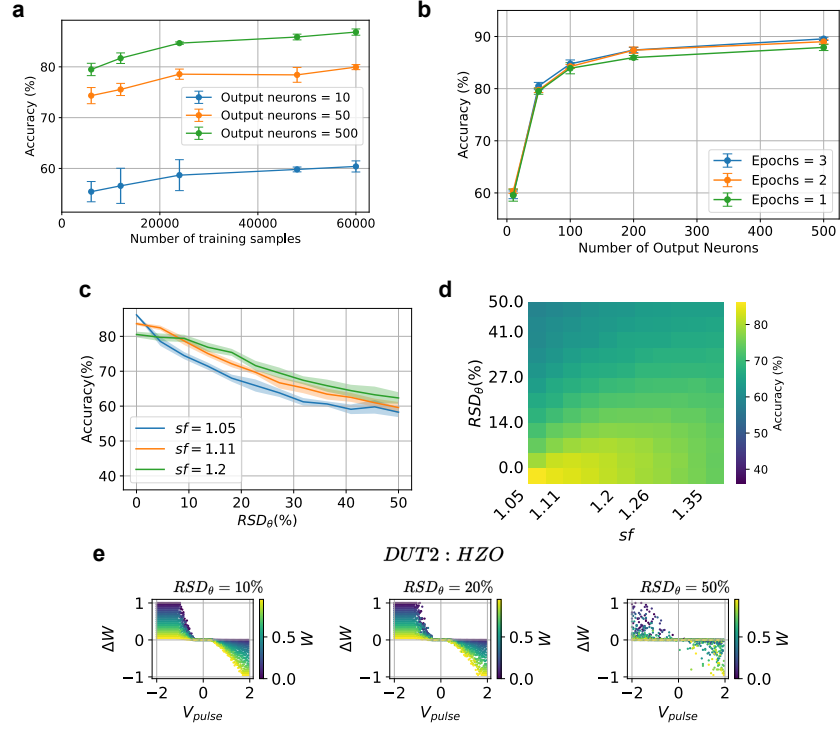 a
Accuracy (%)
80
70
60
Output neurons = 10
Output neurons = 50
Output neurons = 500
0 20000 40000 60000
Number of training samples
b
Accuracy (%)
90
80
70
60
Epochs = 3
Epochs = 2
Epochs = 1
0 100 200 300 400 500
Number of Output Neurons
c
Accuracy(%)
90
80
70
60
50
40
sf = 1.05
sf = 1.11
sf = 1.2
0 10 20 30 40 50
RSDθ(%)
d
RSDθ(%)
50.0
41.0
27.0
14.0
0.0
1.05 1.11 1.2 1.26 1.35
sf
80
70
60
50
40
Accuracy(%)
e
DUT2 : HZO
RSDθ = 10%
ΔW
1
0
−1
−2 0 2
Vpulse
0.5
0.0
W
RSDθ = 20%
ΔW
1
0
−1
−2 0 2
Vpulse
0.5
0.0
W
RSDθ = 50%
ΔW
1
0
−1
−2 0 2
Vpulse
0.5
0.0
W